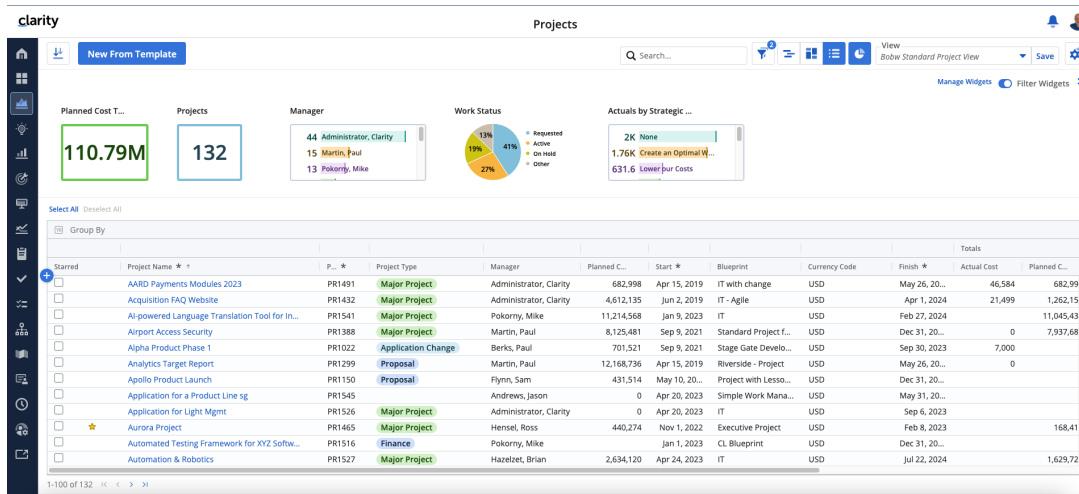 clarity
Projects
New From Template
Search...
2
View
Bobw Standard Project View
Save
Manage Widgets
Filter Widgets
Planned Cost T...
Projects
Manager
Work Status
Actuals by Strategic ...
110.79M
132
44 Administrator, Clarity
15 Martin, Paul
13 Pokorny, Mike
13%
41%
19%
27%
Requested
Active
On Hold
Other
2K None
1.76K Create an Optimal W...
631.6 Lower our Costs
Select All Deselect All
Group By
Totals
Starred Project Name * ↑ P... * Project Type Manager Planned C... Start * Blueprint Currency Code Finish * Actual Cost Planned C...
AARD Payments Modules 2023 PR1491 Major Project Administrator, Clarity 682,998 Apr 15, 2019 IT with change USD May 26, 20... 46,584 682,99
Acquisition FAQ Website PR1432 Major Project Administrator, Clarity 4,612,135 Jun 2, 2019 IT - Agile USD Apr 1, 2024 21,499 1,262,15
AI-powered Language Translation Tool for In... PR1541 Major Project Pokorny, Mike 11,214,568 Jan 9, 2023 IT USD Feb 27, 2024 11,045,43
Airport Access Security PR1388 Major Project Martin, Paul 8,125,481 Sep 9, 2021 Standard Project f... USD Dec 31, 20... 0 7,937,68
Alpha Product Phase 1 PR1022 Application Change Berks, Paul 701,521 Sep 9, 2021 Stage Gate Develo... USD Sep 30, 2023 7,000
Analytics Target Report PR1299 Proposal Martin, Paul 12,168,736 Apr 15, 2019 Riverside - Project USD May 26, 20... 0
Apollo Product Launch PR1150 Proposal Flynn, Sam 431,514 May 10, 20... Project with Lesso... USD Dec 31, 20...
Application for a Product Line sg PR1545 Andrews, Jason 0 Apr 20, 2023 Simple Work Mana... USD May 31, 20...
Application for Light Mgmt PR1526 Major Project Administrator, Clarity 0 Apr 20, 2023 IT USD Sep 6, 2023
Aurora Project PR1465 Major Project Hensel, Ross 440,274 Nov 1, 2022 Executive Project USD Feb 8, 2023 168,41
Automated Testing Framework for XYZ Softw... PR1516 Finance Pokorny, Mike Jan 1, 2023 CL Blueprint USD Dec 31, 20...
Automation & Robotics PR1527 Major Project Hazelzet, Brian 2,634,120 Apr 24, 2023 IT USD Jul 22, 2024 1,629,72
1-100 of 132